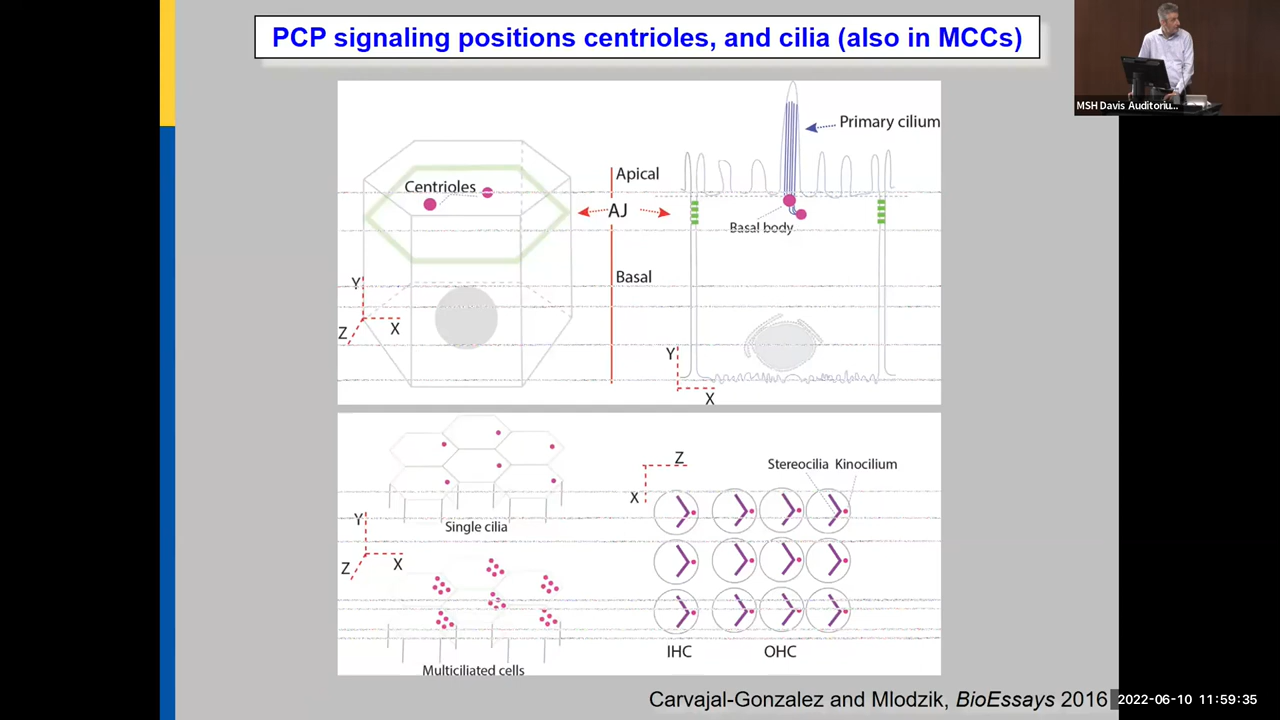 PCP signaling positions centrioles, and cilia (also in MCCs)
MSH Davis Auditoriu...
Primary cilium
Centrioles
Apical
AJ
Basal body
Basal
Y
X
Z
Y
X
Single cilia
Z
X
Stereocilia Kinocilium
Y
Z
X
Multiciliated cells
IHC
OHC
Carvajal-Gonzalez and Mlodzik, BioEssays 2016
2022-06-10 11:59:35